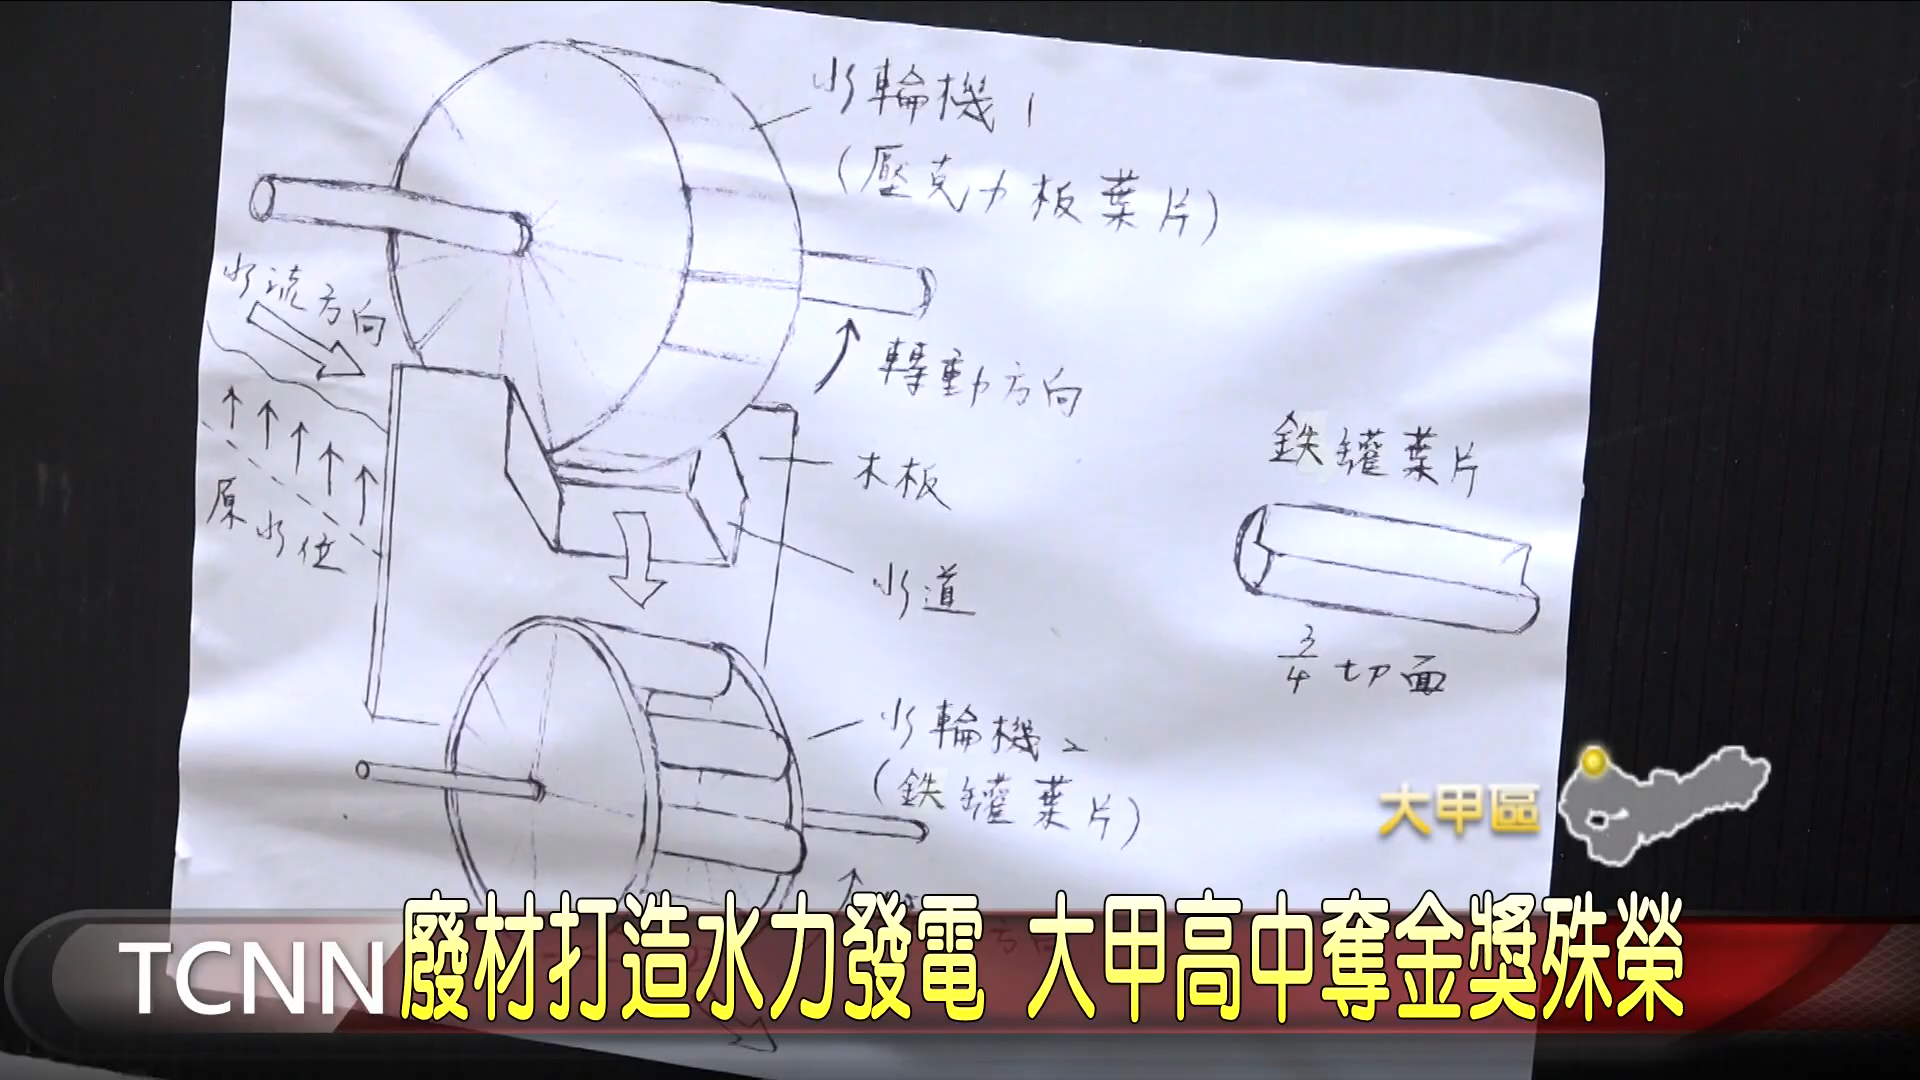 水輪機1
(壓克力板葉片)
水流方向
轉動方向
原水位
木板
水道
鉄罐葉片
3/4切面
水輪機2
(鉄罐葉片)
大甲區
TCNN
廢材打造水力發電 大甲高中奪金獎殊榮